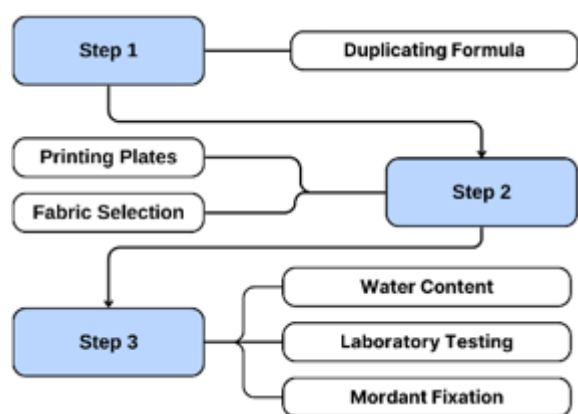 Step 1
Duplicating Formula
Printing Plates
Step 2
Fabric Selection
Water Content
Step 3
Laboratory Testing
Mordant Fixation